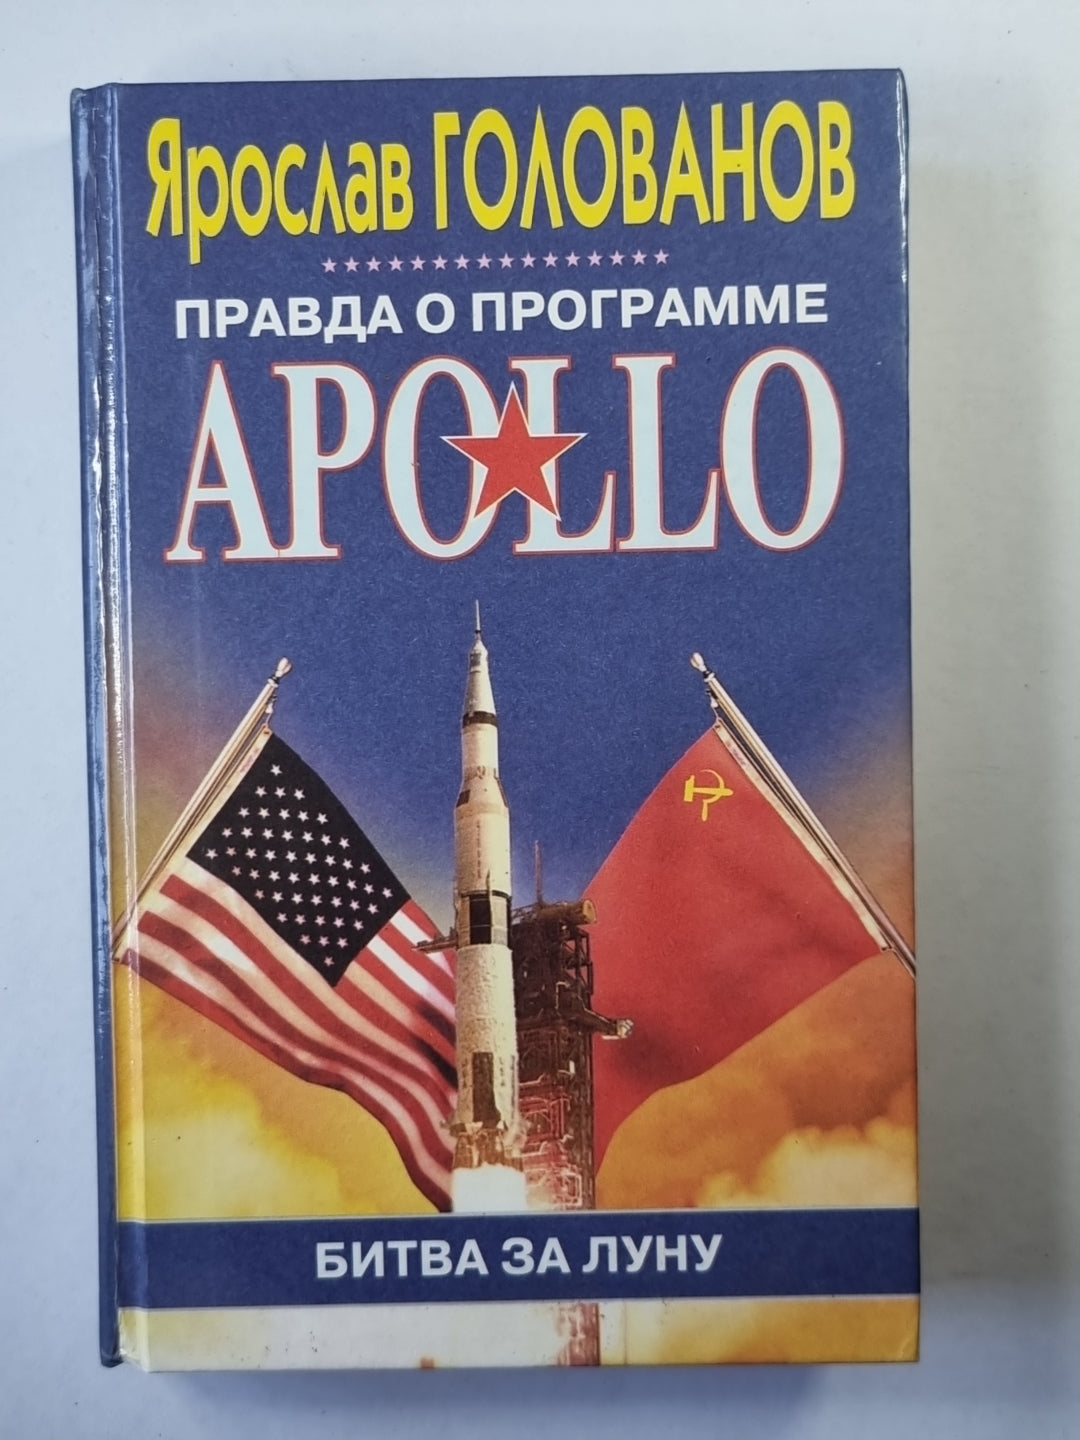 Ярослав ГОЛОВАНОВ
ПРАВДА О ПРОГРАММЕ
APOLLO
БИТВА ЗА ЛУНУ